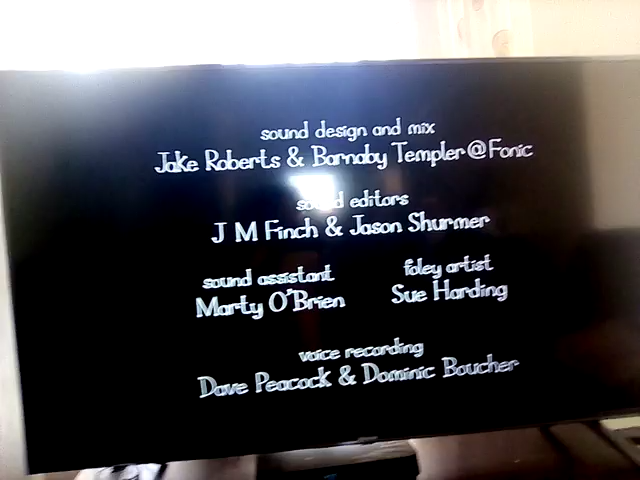 sound design and mix
Jake Roberts & Barnaby Templer@Fonic
sound editors
J M Finch & Jason Shurmer
sound assistant
Marty O'Brien
foley artist
Sue Harding
voice recording
Dave Peacock & Dominic Boucher